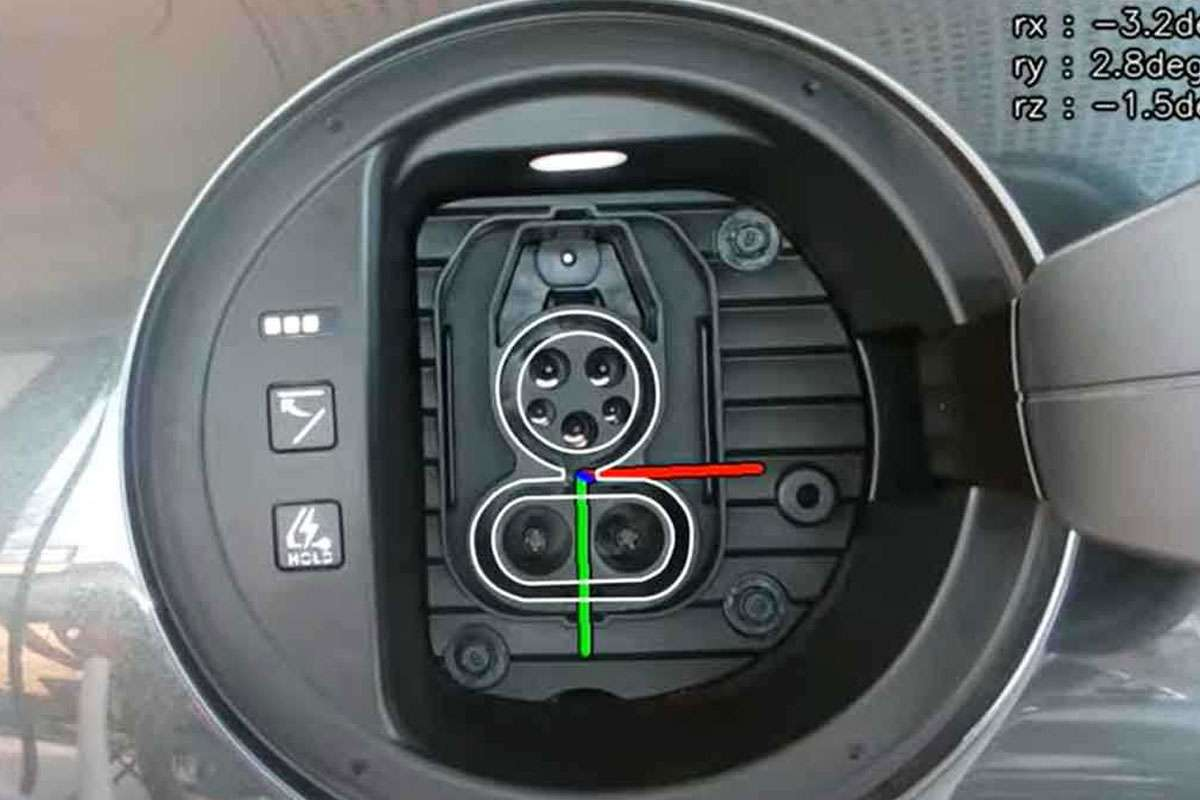 rx : -3.2de
ry : 2.8deg
rz : -1.5de
HOLD